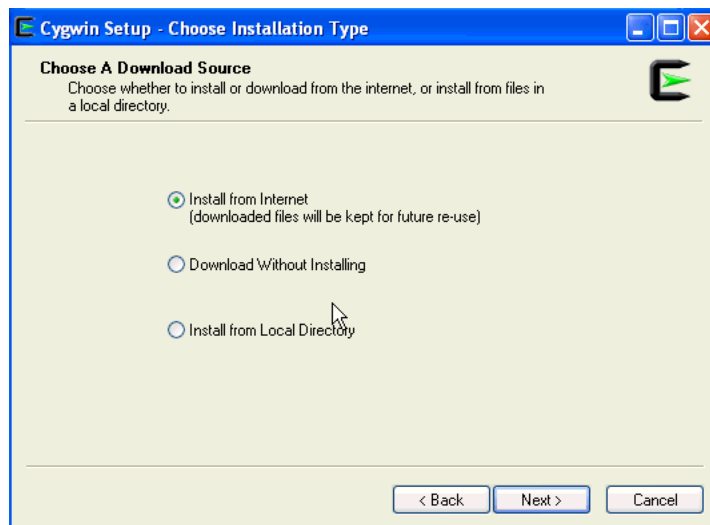 Cygwin Setup - Choose Installation Type
Choose A Download Source
Choose whether to install or download from the internet, or install from files in
a local directory.
Install from Internet
(downloaded files will be kept for future re-use)
Download Without Installing
Install from Local Directory
< Back
Next >
Cancel